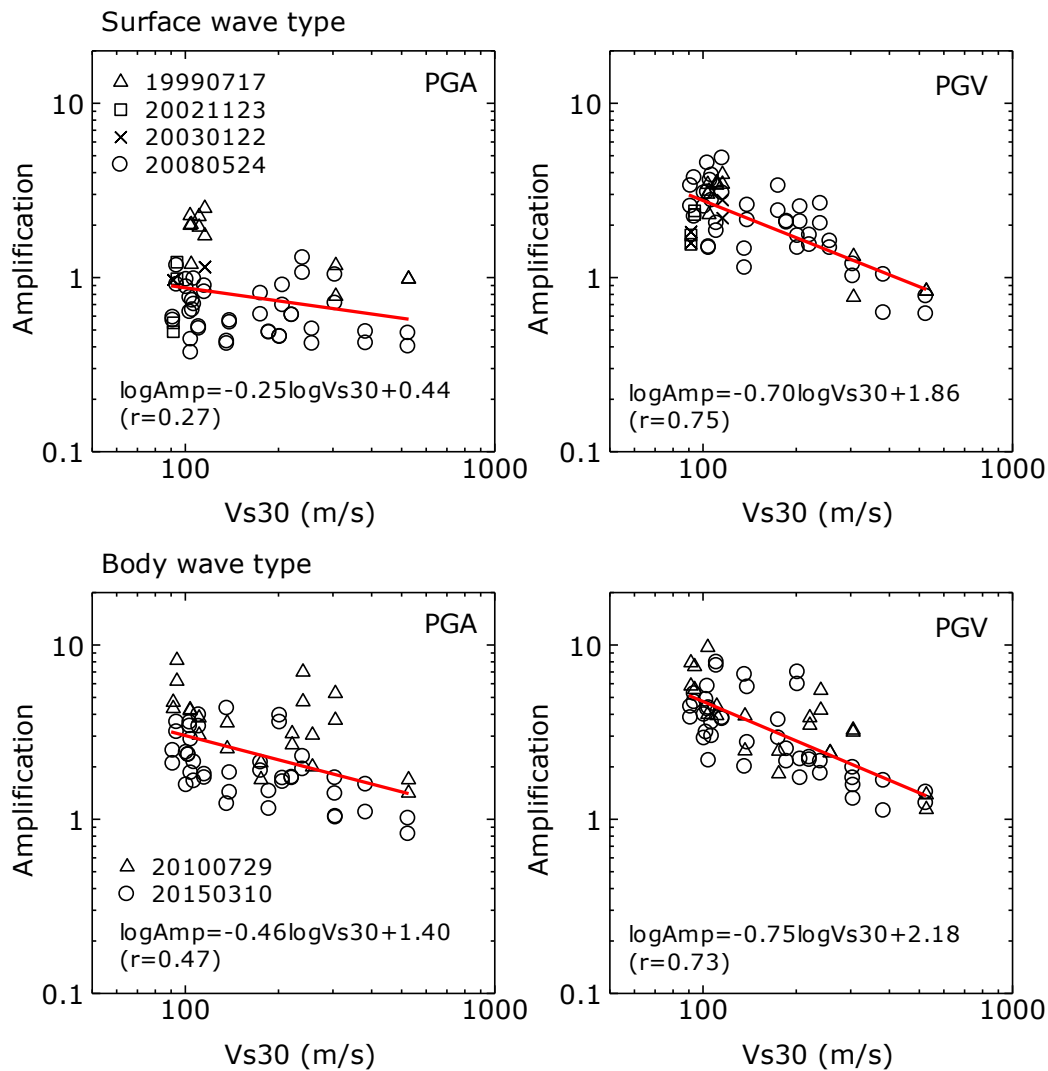 Surface wave type
PGA
10
1
0.1
Amplification
19990717
20021123
20030122
20080524
logAmp=-0.25logVs30+0.44
(r=0.27)
100
1000
Vs30 (m/s)
PGV
10
1
0.1
Amplification
logAmp=-0.70logVs30+1.86
(r=0.75)
100
1000
Vs30 (m/s)
Body wave type
PGA
10
1
0.1
Amplification
20100729
20150310
logAmp=-0.46logVs30+1.40
(r=0.47)
100
1000
Vs30 (m/s)
PGV
10
1
0.1
Amplification
logAmp=-0.75logVs30+2.18
(r=0.73)
100
1000
Vs30 (m/s)